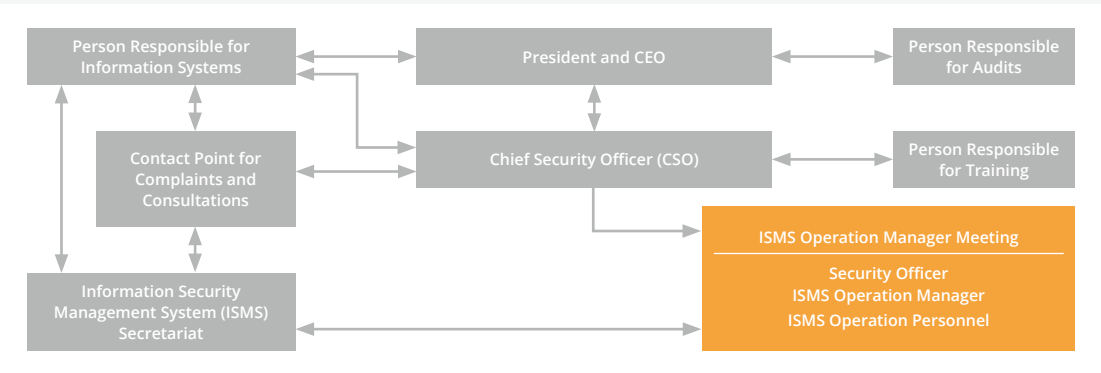 Person Responsible for
Information Systems
President and CEO
Person Responsible
for Audits
Contact Point for
Complaints and
Consultations
Chief Security Officer (CSO)
Person Responsible
for Training
ISMS Operation Manager Meeting
Security Officer
ISMS Operation Manager
ISMS Operation Personnel
Information Security
Management System (ISMS)
Secretariat